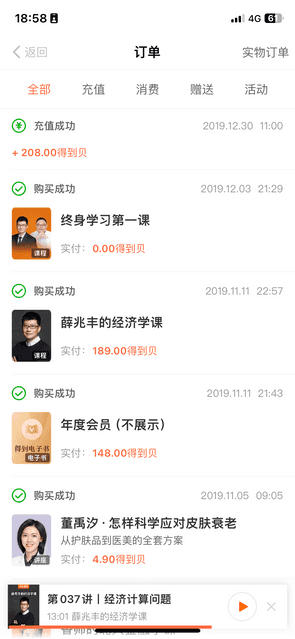 18:58
4G
61
返回
订单
实物订单
全部
充值
消费
赠送
活动
充值成功
2019.12.30 11:00
+ 208.00得到贝
购买成功
2019.12.03 21:29
终身学习第一课
课程
实付： 0.00得到贝
购买成功
2019.11.11 22:57
薛兆丰的经济学课
课程
实付： 189.00得到贝
购买成功
2019.11.11 21:43
年度会员 (不展示)
得到电子书
电子书
实付： 148.00得到贝
购买成功
2019.11.05 09:05
董禹汐 · 怎样科学应对皮肤衰老
从护肤品到医美的全套方案
讲座
实付： 4.90得到贝
第037讲丨经济计算问题
13:01 薛兆丰的经济学课